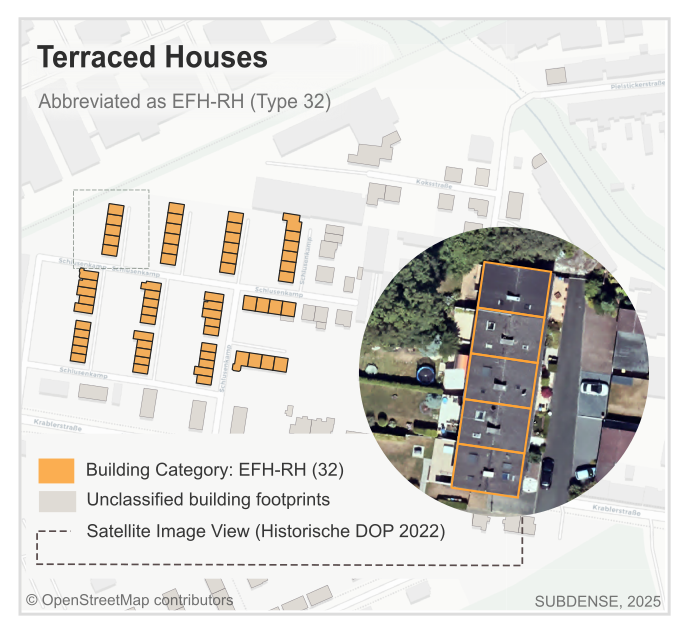 Terraced Houses
Abbreviated as EFH-RH (Type 32)
Pielstickerstraße
Kokostraße
Schlusenkamp
Schlusenkamp
Schlusenkamp
Schlusenkamp
Schlusenkamp
Schlusenkamp
Krablerstraße
Krablerstraße
Building Category: EFH-RH (32)
Unclassified building footprints
Satellite Image View (Historische DOP 2022)
© OpenStreetMap contributors
SUBDENSE, 2025